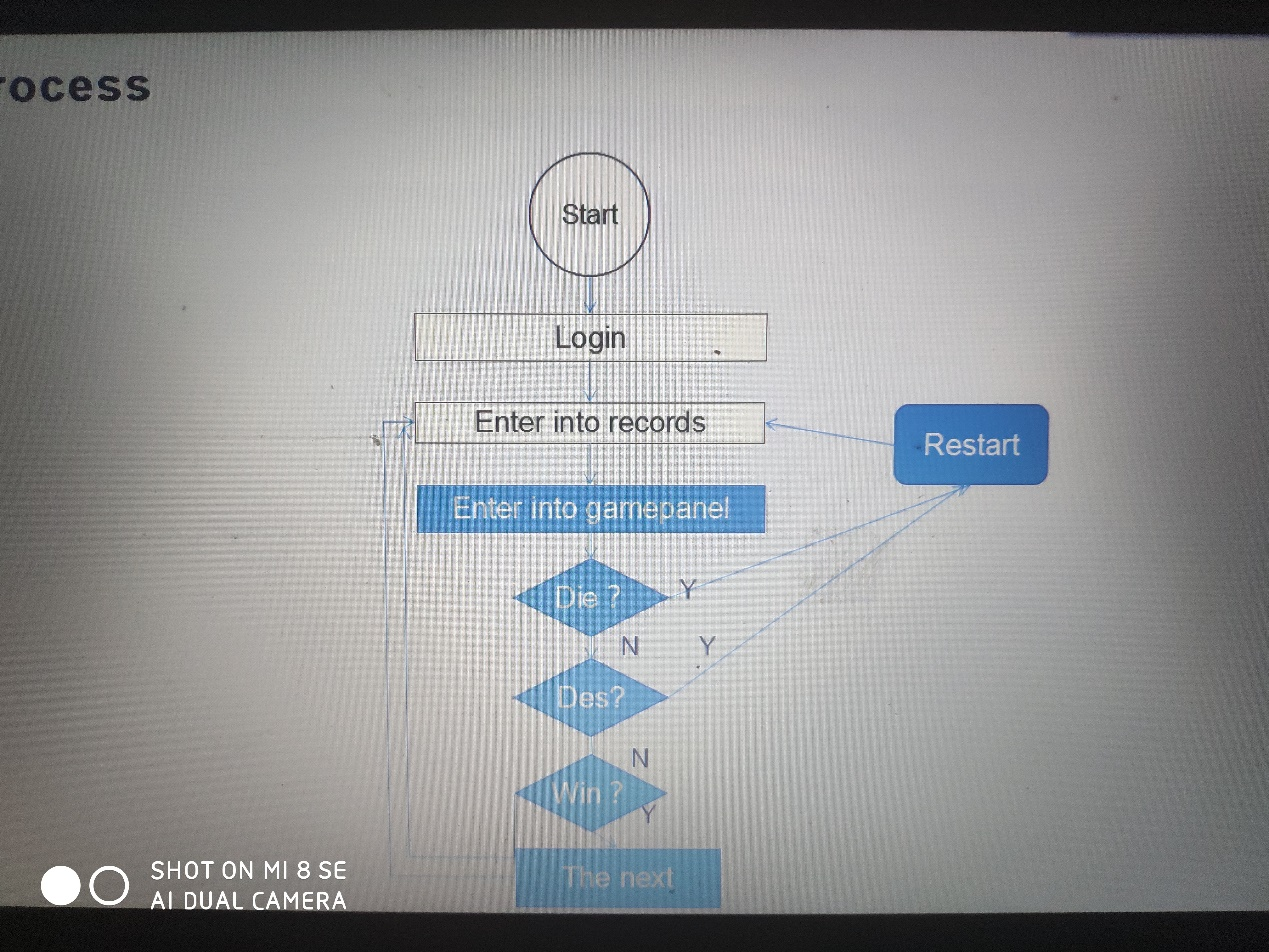 rocess
Start
Login
Enter into records
Restart
Enter into gamepanel
Die ?
Y
N
Y
Des?
N
Win ?
Y
The next
SHOT ON MI 8 SE
AI DUAL CAMERA